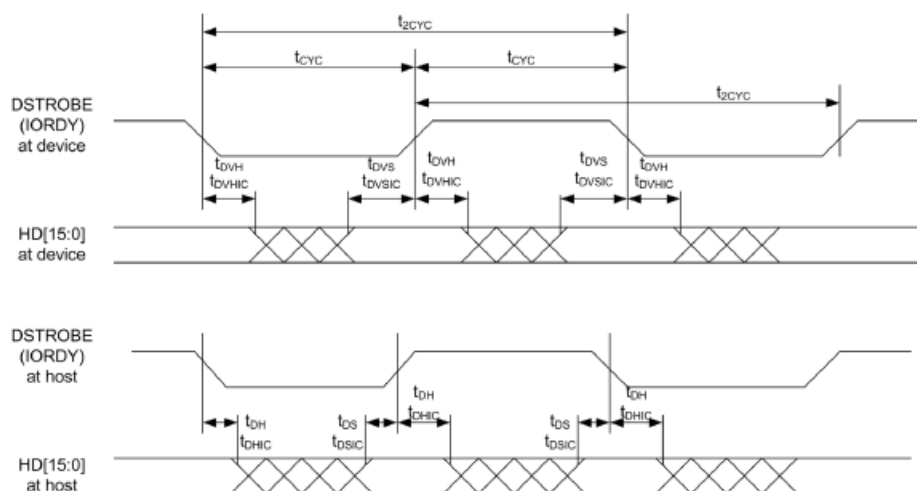 t2CYC
tCYC tCYC
t2CYC
DSTROBE
(IORDY)
at device
tDVH tDVS tDVH tDVS tDVH
tDVHIC tDVSIC tDVHIC tDVSIC tDVHIC
HD[15:0]
at device
DSTROBE
(IORDY)
at host
tDH tDS tDH tDS tDH
tDHIC tDSIC tDHIC tDSIC tDHIC
HD[15:0]
at host